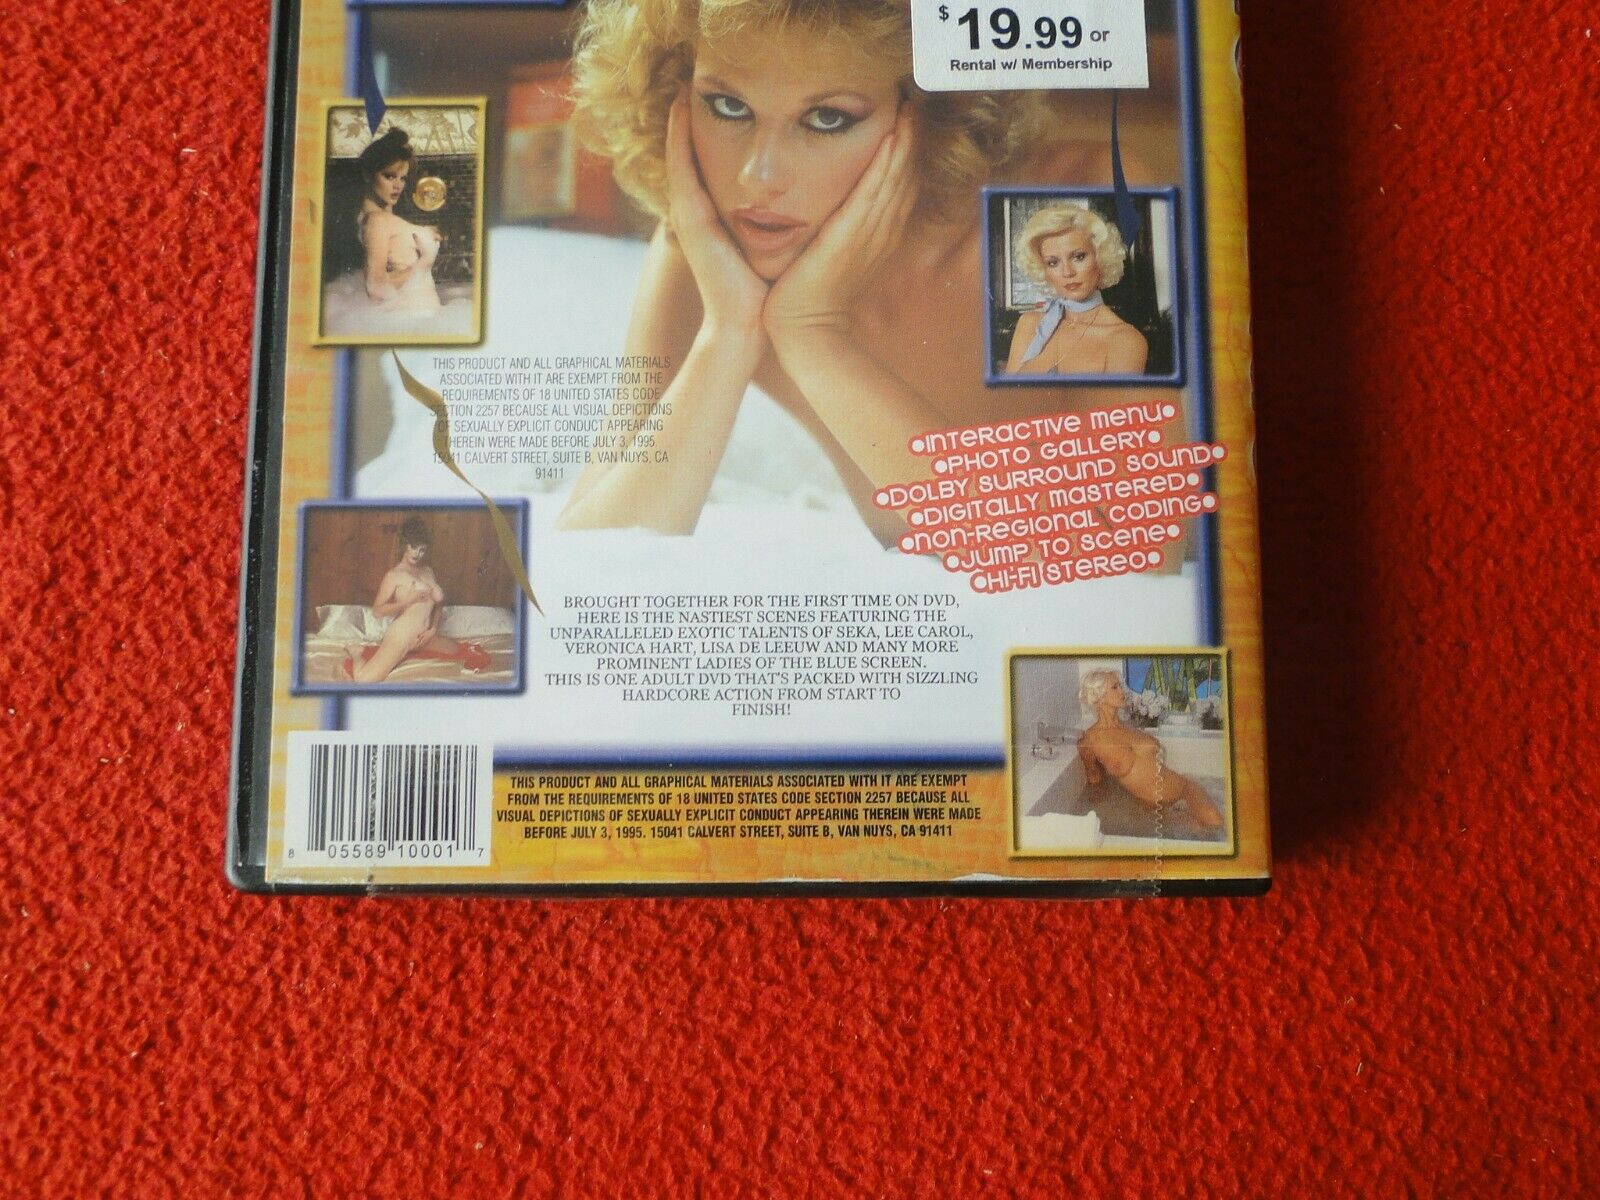 $19.99 or
Rental w/ Membership
THIS PRODUCT AND ALL GRAPHICAL MATERIALS
ASSOCIATED WITH IT ARE EXEMPT FROM THE
REQUIREMENTS OF 18 UNITED STATES CODE
SECTION 2257 BECAUSE ALL VISUAL DEPICTIONS
OF SEXUALLY EXPLICIT CONDUCT APPEARING
THEREIN WERE MADE BEFORE JULY 3, 1995.
15041 CALVERT STREET, SUITE B, VAN NUYS, CA
91411
•INTERACTIVE MENU•
•PHOTO GALLERY•
•DOLBY SURROUND SOUND•
•DIGITALLY MASTERED•
•NON-REGIONAL CODING•
•JUMP TO SCENE•
•HI-FI STEREO•
BROUGHT TOGETHER FOR THE FIRST TIME ON DVD,
HERE IS THE NASTIEST SCENES FEATURING THE
UNPARALLELED EXOTIC TALENTS OF SEKA, LEE CAROL,
VERONICA HART, LISA DE LEEUW AND MANY MORE
PROMINENT LADIES OF THE BLUE SCREEN.
THIS IS ONE ADULT DVD THAT'S PACKED WITH SIZZLING
HARDCORE ACTION FROM START TO
FINISH!
THIS PRODUCT AND ALL GRAPHICAL MATERIALS ASSOCIATED WITH IT ARE EXEMPT
FROM THE REQUIREMENTS OF 18 UNITED STATES CODE SECTION 2257 BECAUSE ALL
VISUAL DEPICTIONS OF SEXUALLY EXPLICIT CONDUCT APPEARING THEREIN WERE MADE
BEFORE JULY 3, 1995. 15041 CALVERT STREET, SUITE B, VAN NUYS, CA 91411
8 05589 10001 7